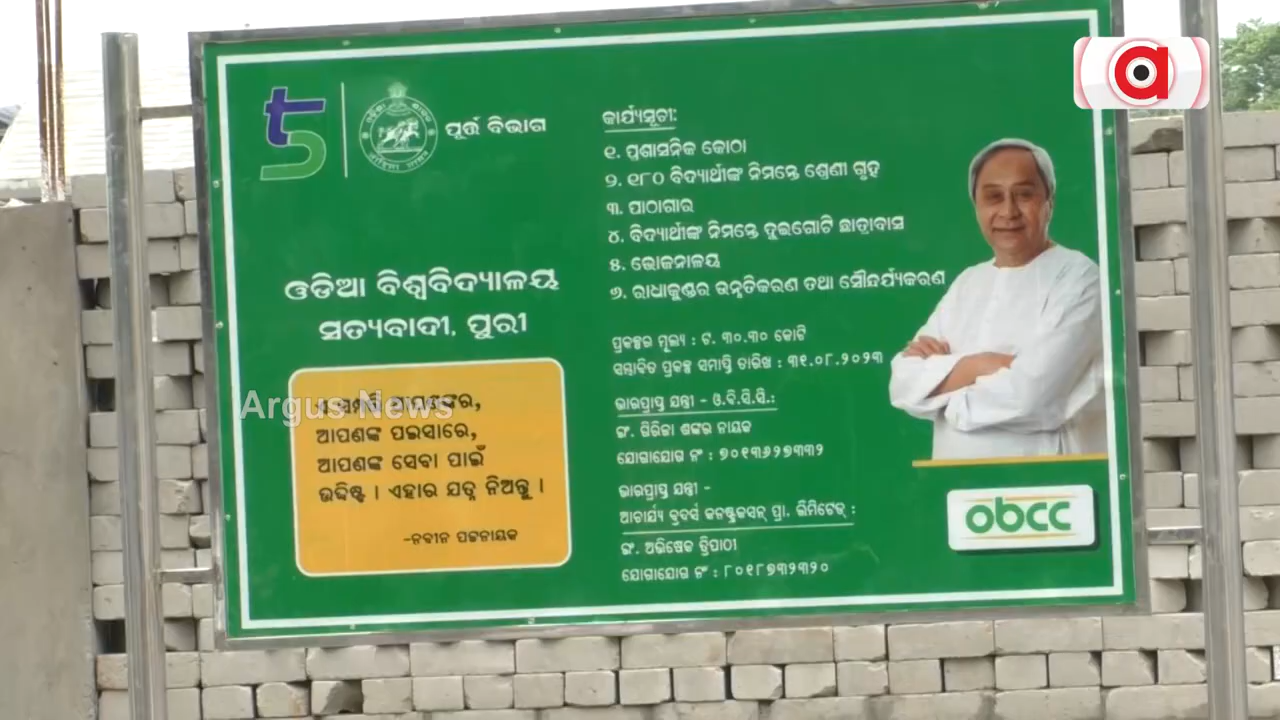 ପୂର୍ତ୍ତ ବିଭାଗ
ଓଡିଆ ବିଶ୍ୱବିଦ୍ୟାଳୟ
ସତ୍ୟବାଦୀ, ପୁରୀ
ଆପଣଙ୍କ ପଇସାରେ,
ଆପଣଙ୍କ ସେବା ପାଇଁ
ଉଦ୍ଦିଷ୍ଟ । ଏହାର ଯତ୍ନ ନିଅନ୍ତୁ ।
-ନବୀନ ପଟ୍ଟନାୟକ
Argus News
କାର୍ଯ୍ୟସୂଚୀ:
୧. ପ୍ରଶାସନିକ କୋଠା
୨. ୧୮୦ ବିଦ୍ୟାର୍ଥୀଙ୍କ ନିମନ୍ତେ ଶ୍ରେଣୀ ଗୃହ
୩. ପାଠାଗାର
୪. ବିଦ୍ୟାର୍ଥୀଙ୍କ ନିମନ୍ତେ ଦୁଇଗୋଟି ଛାତ୍ରାବାସ
୫. ଭୋଜନାଳୟ
୬. ରାଧାକୁଣ୍ଡର ଉନ୍ନତିକରଣ ତଥା ସୌନ୍ଦର୍ଯ୍ୟକରଣ
ପ୍ରକଳ୍ପର ମୂଲ୍ୟ : ଟ. ୩୦.୩୦ କୋଟି
ସମ୍ଭାବିତ ପ୍ରକଳ୍ପ ସମାପ୍ତି ତାରିଖ : ୩୧.୦୮.୨୦୨୩
ଭାରପ୍ରାପ୍ତ ଯନ୍ତ୍ରୀ - ଓ.ବି.ସି.ସି.:
ଇଂ. ଗିରିଜା ଶଙ୍କର ନାୟକ
ଯୋଗାଯୋଗ ନଂ : ୭୦୧୩୬୨୭୩୩୨
ଭାରପ୍ରାପ୍ତ ଯନ୍ତ୍ରୀ -
ଆଚାର୍ଯ୍ୟ ବ୍ରଦର୍ସ କନଷ୍ଟ୍ରକସନ୍ ପ୍ରା. ଲିମିଟେଡ୍ :
ଇଂ. ଅଭିଷେକ ତ୍ରିପାଠୀ
ଯୋଗାଯୋଗ ନଂ : ୮୦୧୮୭୩୨୩୨୦
obcc